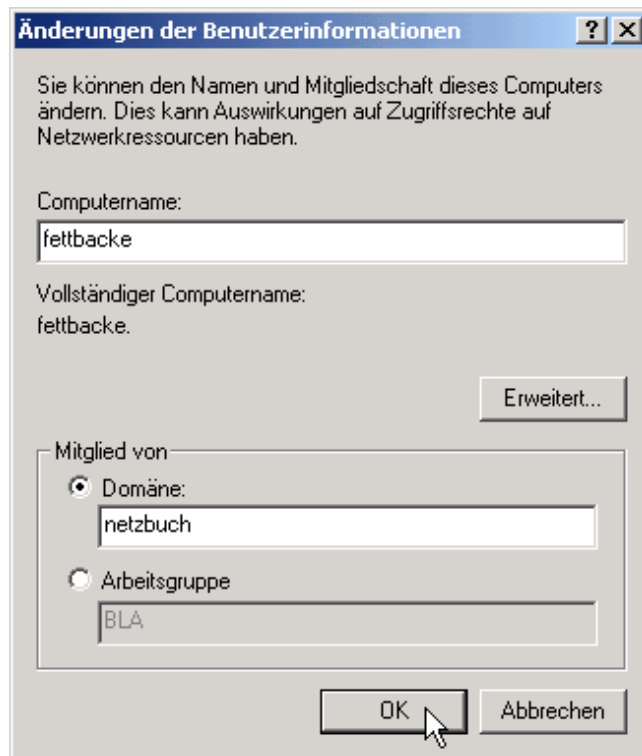 Änderungen der Benutzerinformationen
Sie können den Namen und Mitgliedschaft dieses Computers
ändern. Dies kann Auswirkungen auf Zugriffsrechte auf
Netzwerkressourcen haben.
Computername:
fettbacke
Vollständiger Computername:
fettbacke.
Erweitert...
Mitglied von
Domäne:
netzbuch
Arbeitsgruppe
BLA
OK
Abbrechen